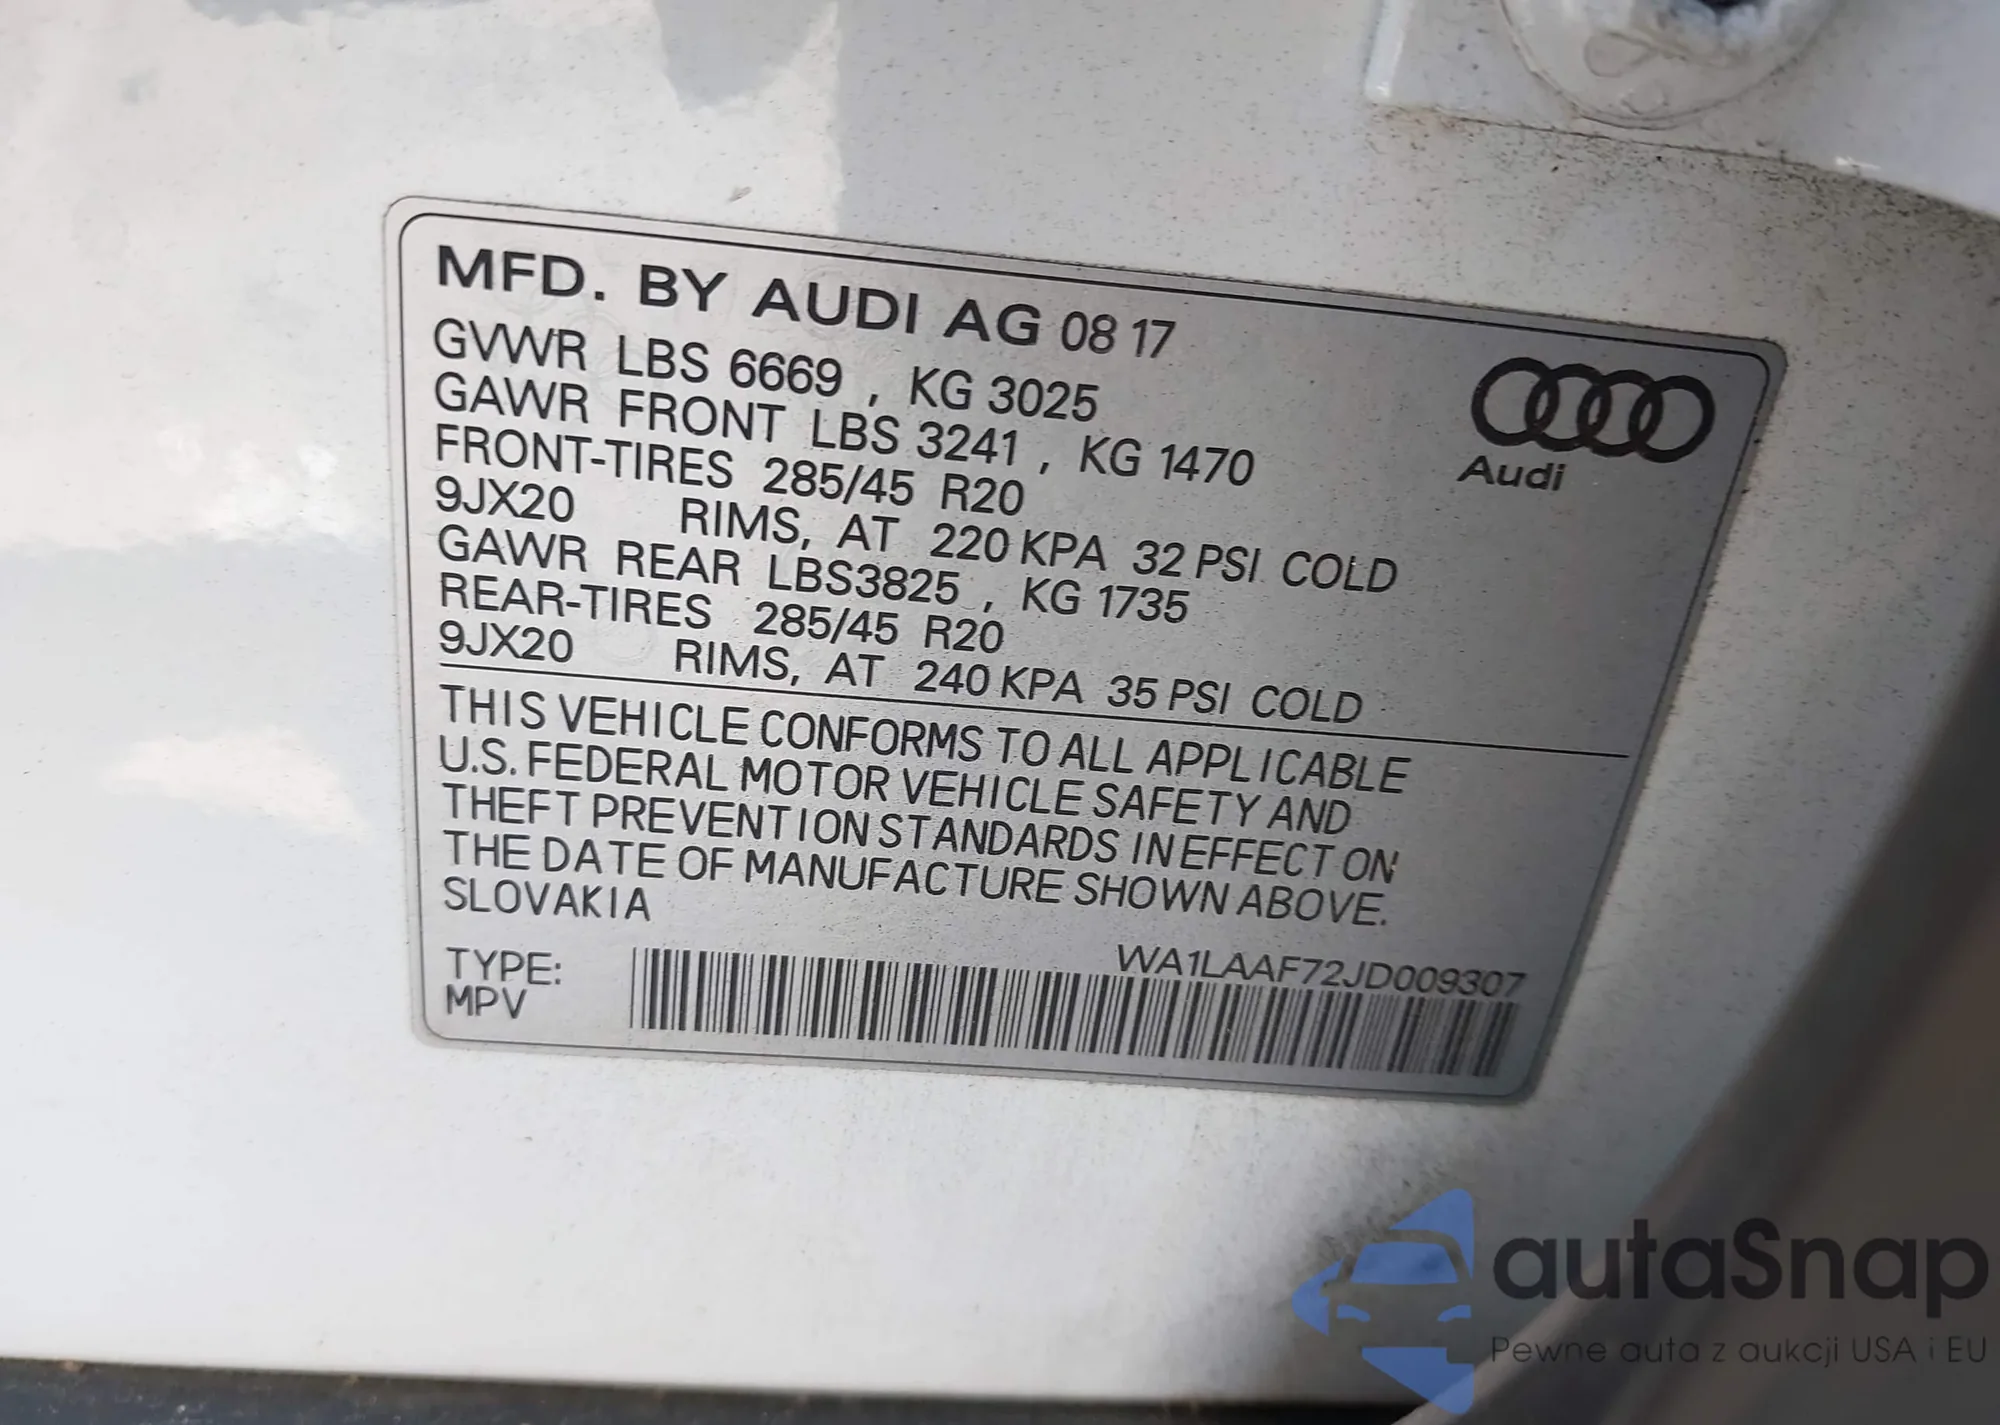 MFD. BY AUDI AG 08 17
GVWR LBS 6669 , KG 3025
GAWR FRONT LBS 3241 , KG 1470
FRONT-TIRES 285/45 R20
9JX20 RIMS, AT 220 KPA 32 PSI COLD
GAWR REAR LBS3825 , KG 1735
REAR-TIRES 285/45 R20
9JX20 RIMS, AT 240 KPA 35 PSI COLD
Audi
THIS VEHICLE CONFORMS TO ALL APPLICABLE
U.S. FEDERAL MOTOR VEHICLE SAFETY AND
THEFT PREVENTION STANDARDS IN EFFECT ON
THE DATE OF MANUFACTURE SHOWN ABOVE.
SLOVAKIA
TYPE:
MPV
WA1LAAF72JD009307
autaSnap
Pewne auta z aukcji USA i EU